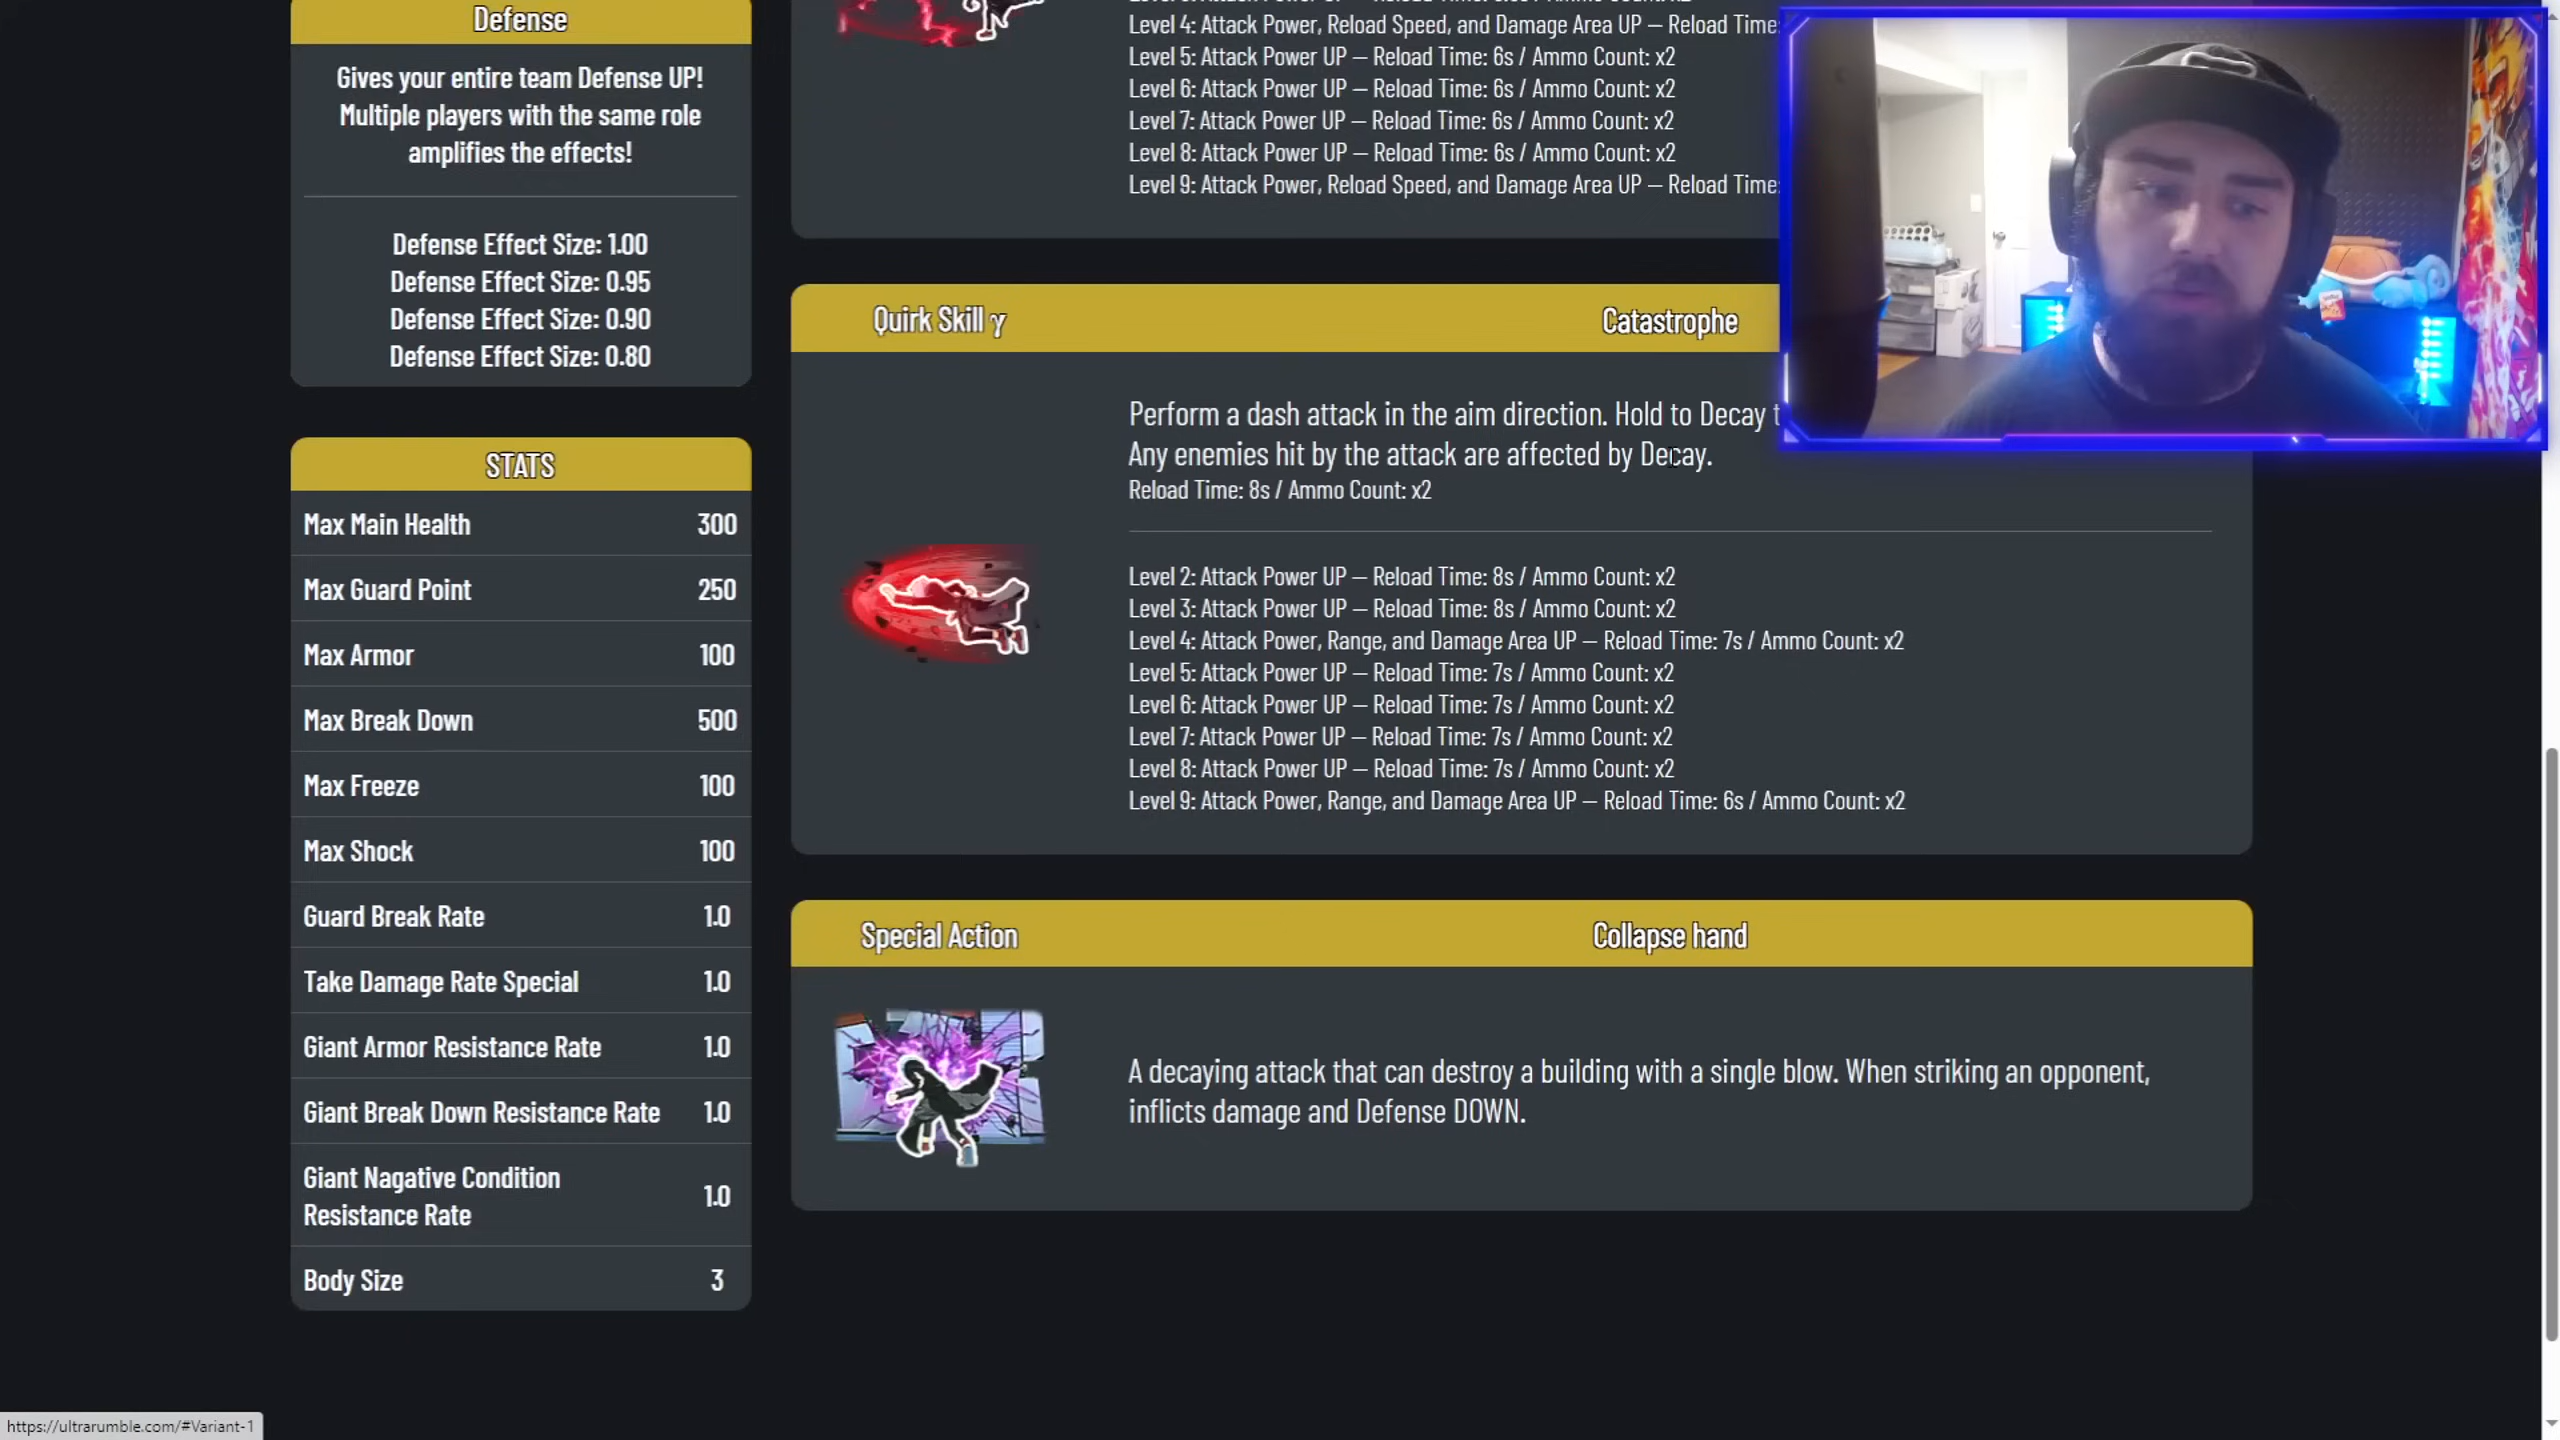 Defense
Gives your entire team Defense UP!
Multiple players with the same role
amplifies the effects!
Defense Effect Size: 1.00
Defense Effect Size: 0.95
Defense Effect Size: 0.90
Defense Effect Size: 0.80
STATS
Max Main Health 300
Max Guard Point 250
Max Armor 100
Max Break Down 500
Max Freeze 100
Max Shock 100
Guard Break Rate 1.0
Take Damage Rate Special 1.0
Giant Armor Resistance Rate 1.0
Giant Break Down Resistance Rate 1.0
Giant Nagative Condition
Resistance Rate 1.0
Body Size 3
Level 4: Attack Power, Reload Speed, and Damage Area UP — Reload Time:
Level 5: Attack Power UP — Reload Time: 6s / Ammo Count: x2
Level 6: Attack Power UP — Reload Time: 6s / Ammo Count: x2
Level 7: Attack Power UP — Reload Time: 6s / Ammo Count: x2
Level 8: Attack Power UP — Reload Time: 6s / Ammo Count: x2
Level 9: Attack Power, Reload Speed, and Damage Area UP — Reload Time:
Quirk Skill γ Catastrophe
Perform a dash attack in the aim direction. Hold to Decay
Any enemies hit by the attack are affected by Decay.
Reload Time: 8s / Ammo Count: x2
Level 2: Attack Power UP — Reload Time: 8s / Ammo Count: x2
Level 3: Attack Power UP — Reload Time: 8s / Ammo Count: x2
Level 4: Attack Power, Range, and Damage Area UP — Reload Time: 7s / Ammo Count: x2
Level 5: Attack Power UP — Reload Time: 7s / Ammo Count: x2
Level 6: Attack Power UP — Reload Time: 7s / Ammo Count: x2
Level 7: Attack Power UP — Reload Time: 7s / Ammo Count: x2
Level 8: Attack Power UP — Reload Time: 7s / Ammo Count: x2
Level 9: Attack Power, Range, and Damage Area UP — Reload Time: 6s / Ammo Count: x2
Special Action Collapse hand
A decaying attack that can destroy a building with a single blow. When striking an opponent,
inflicts damage and Defense DOWN.
https://ultrarumble.com/#Variant-1